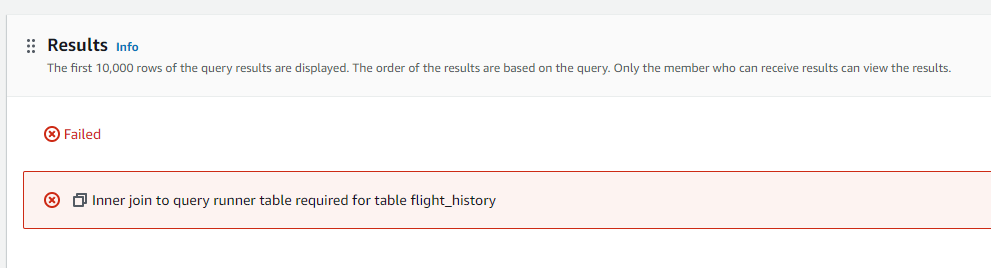 Results Info
The first 10,000 rows of the query results are displayed. The order of the results are based on the query. Only the member who can receive results can view the results.
Failed
Inner join to query runner table required for table flight_history